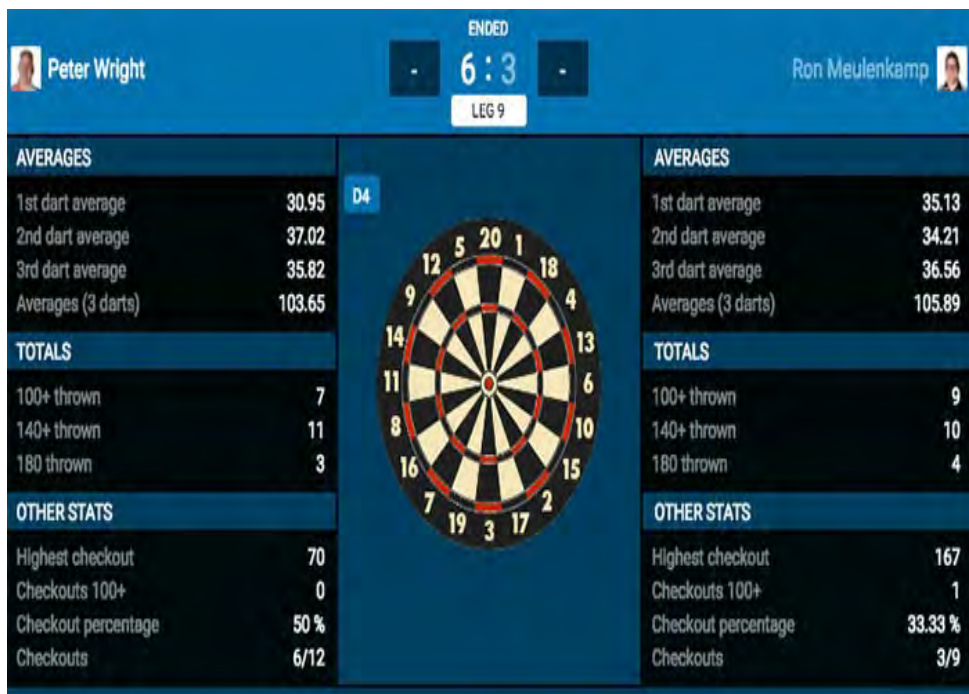 ENDED
Peter Wright
- 6 : 3 -
Ron Meulenkamp
LEG 9
AVERAGES
1st dart average 30.95
2nd dart average 37.02
3rd dart average 35.82
Averages (3 darts) 103.65
TOTALS
100+ thrown 7
140+ thrown 11
180 thrown 3
OTHER STATS
Highest checkout 70
Checkouts 100+ 0
Checkout percentage 50 %
Checkouts 6/12
D4
20 1 18 4 13 6 10 15 2 17 3 19 7 16 8 11 14 9 12 5
AVERAGES
1st dart average 35.13
2nd dart average 34.21
3rd dart average 36.56
Averages (3 darts) 105.89
TOTALS
100+ thrown 9
140+ thrown 10
180 thrown 4
OTHER STATS
Highest checkout 167
Checkouts 100+ 1
Checkout percentage 33.33 %
Checkouts 3/9